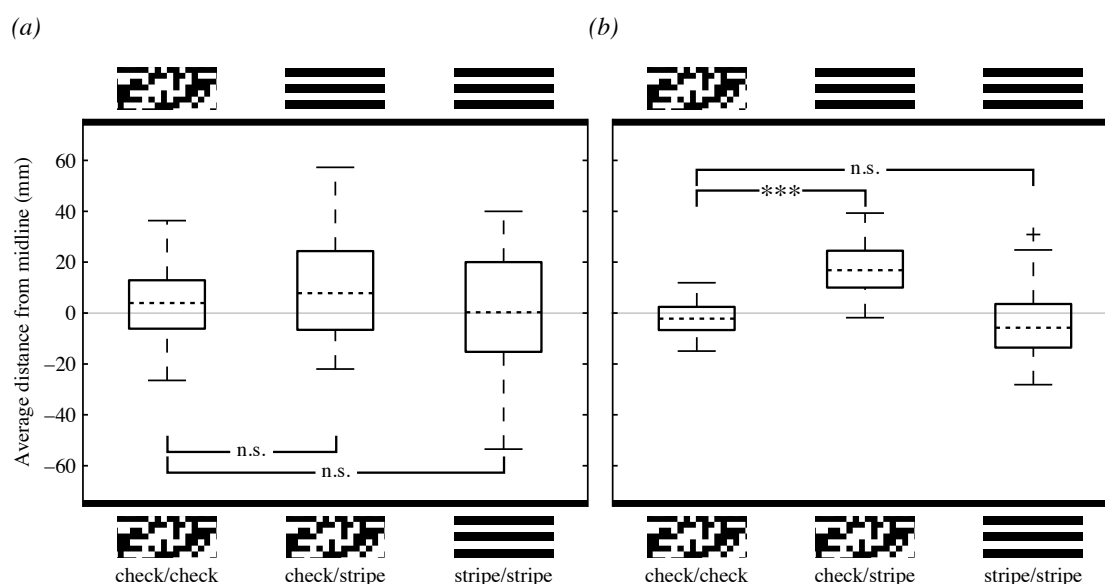 (a)
(b)
Average distance from midline (mm)
60
40
20
0
–20
–40
–60
n.s.
n.s.
n.s.
***
check/check
check/stripe
stripe/stripe
check/check
check/stripe
stripe/stripe